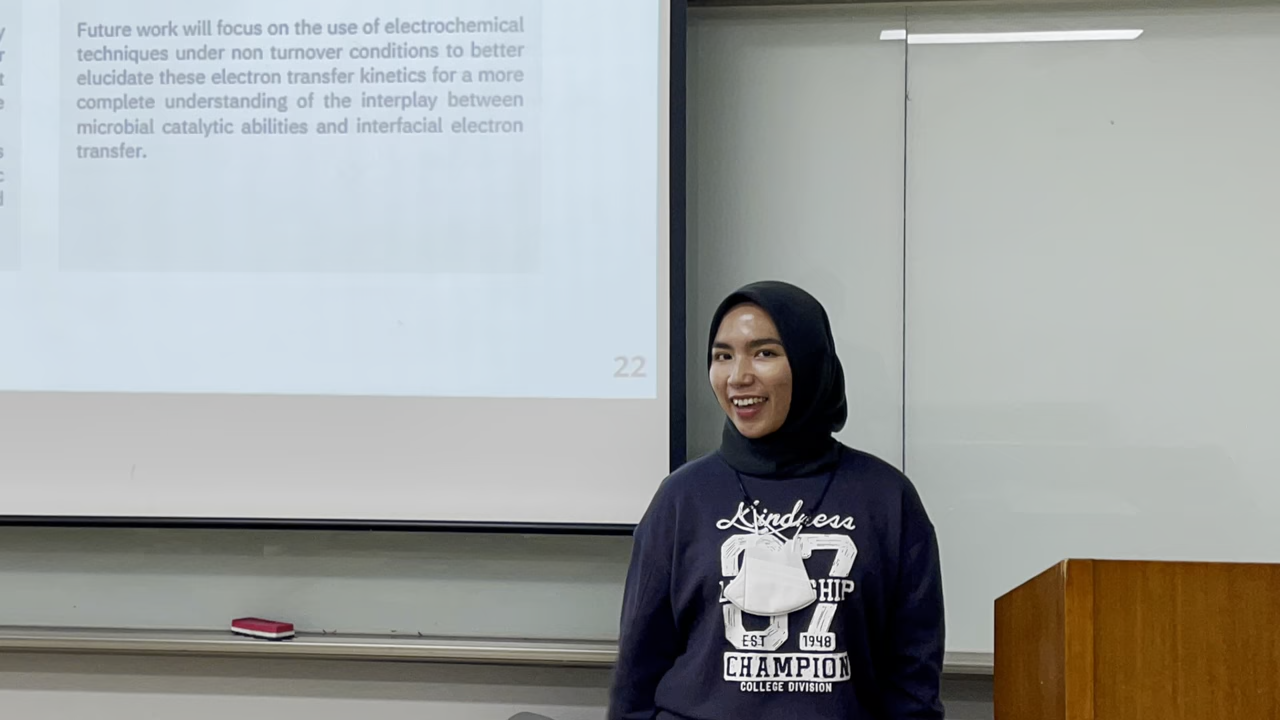 Future work will focus on the use of electrochemical
techniques under non turnover conditions to better
elucidate these electron transfer kinetics for a more
complete understanding of the interplay between
microbial catalytic abilities and interfacial electron
transfer.
22
Kindness
87
EST 1948
CHAMPION
COLLEGE DIVISION